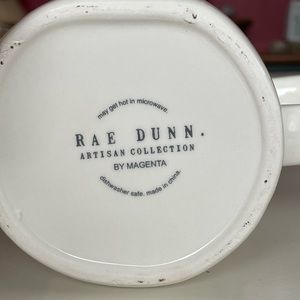 may get hot in microwave.
RAE DUNN.
ARTISAN COLLECTION
BY MAGENTA
dishwasher safe. made in china.